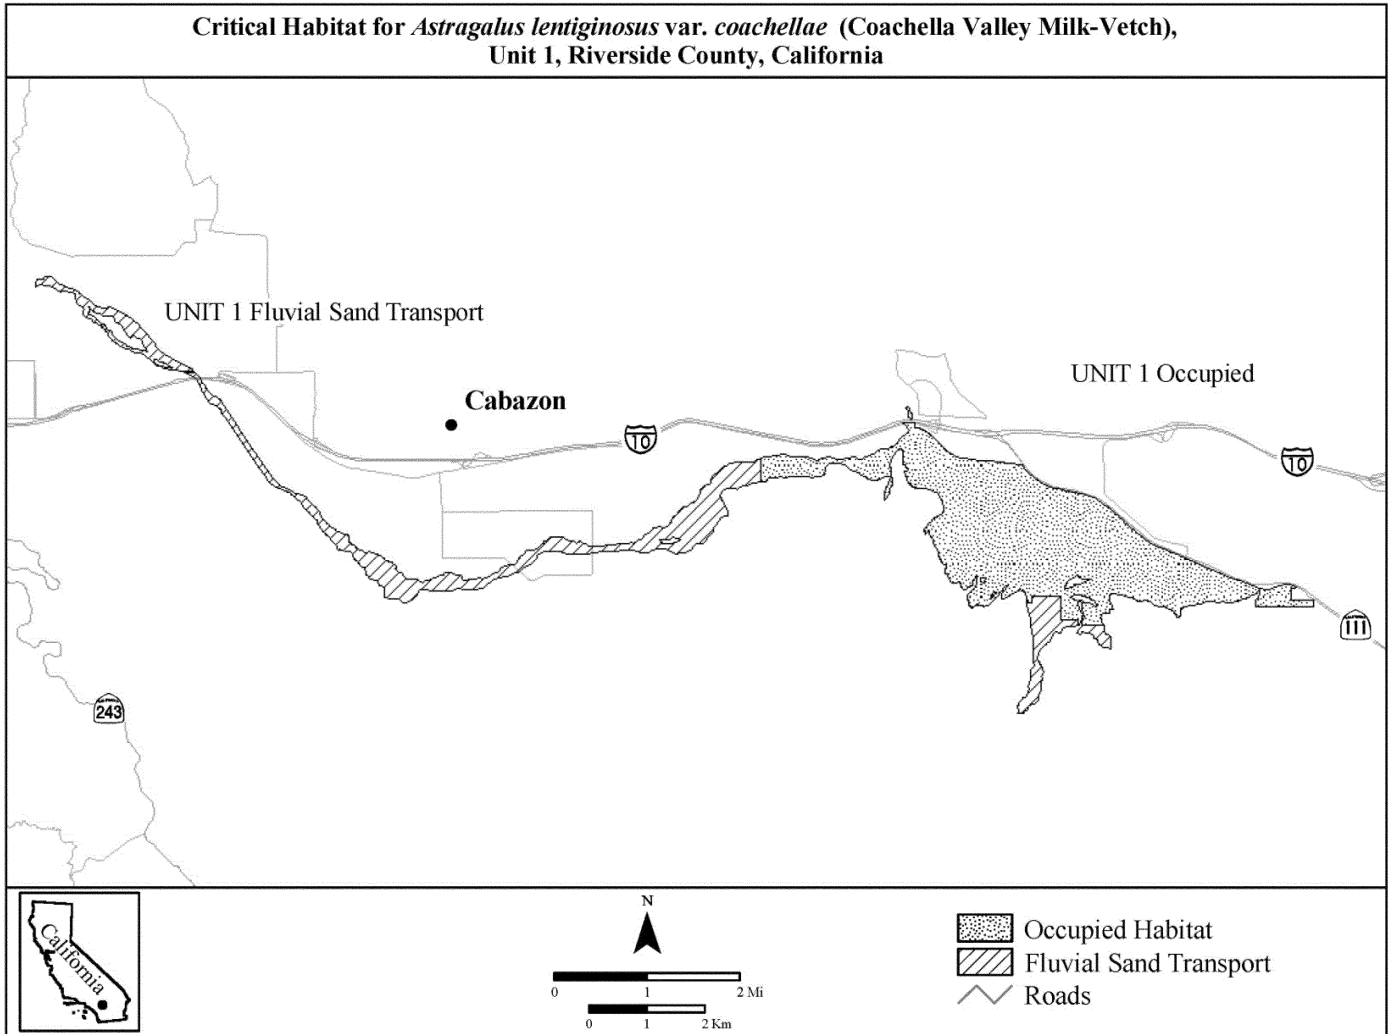 Critical Habitat for Astragalus lentiginosus var. coachellae (Coachella Valley Milk-Vetch),
Unit 1, Riverside County, California
UNIT 1 Fluvial Sand Transport
UNIT 1 Occupied
Cabazon
10
10
111
243
California
N
0 1 2 Mi
0 1 2 Km
Occupied Habitat
Fluvial Sand Transport
Roads